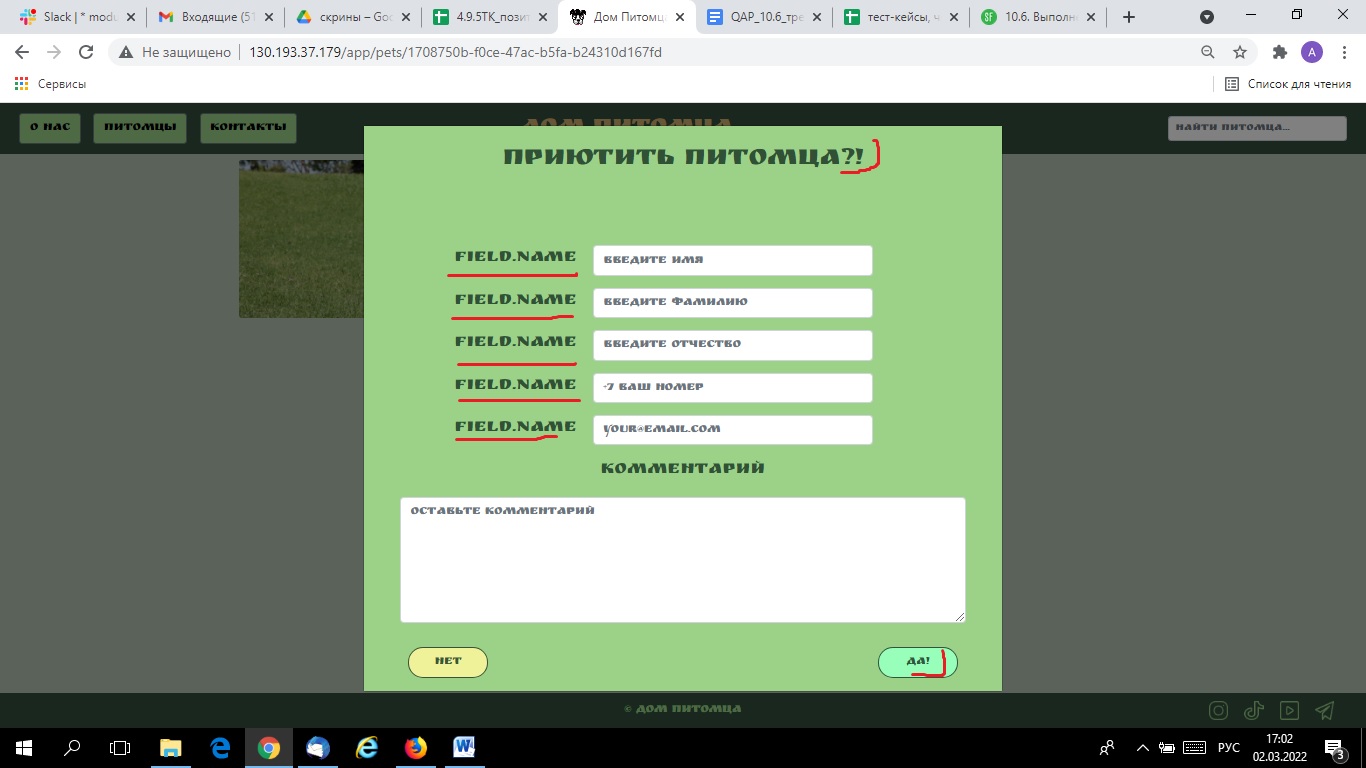 Slack | * modu
Входящие (51
скрины – Goo
4.9.5ТК_позит
Дом Питомц
QAP_10.6_тре
тест-кейсы, ч
10.6. Выполне
Не защищено
130.193.37.179/app/pets/1708750b-f0ce-47ac-b5fa-b24310d167fd
A
Сервисы
Список для чтения
О НАС
ПИТОМЦЫ
КОНТАКТЫ
ДОМ ПИТОМЦА
НАЙТИ ПИТОМЦА...
ПРИЮТИТЬ ПИТОМЦА?!
FIELD.NAME
ВВЕДИТЕ ИМЯ
FIELD.NAME
ВВЕДИТЕ ФАМИЛИЮ
FIELD.NAME
ВВЕДИТЕ ОТЧЕСТВО
FIELD.NAME
+7 ВАШ НОМЕР
FIELD.NAME
YOUR@EMAIL.COM
КОММЕНТАРИЙ
ОСТАВЬТЕ КОММЕНТАРИЙ
НЕТ
ДА!
© ДОМ ПИТОМЦА
РУС
17:02
02.03.2022
3